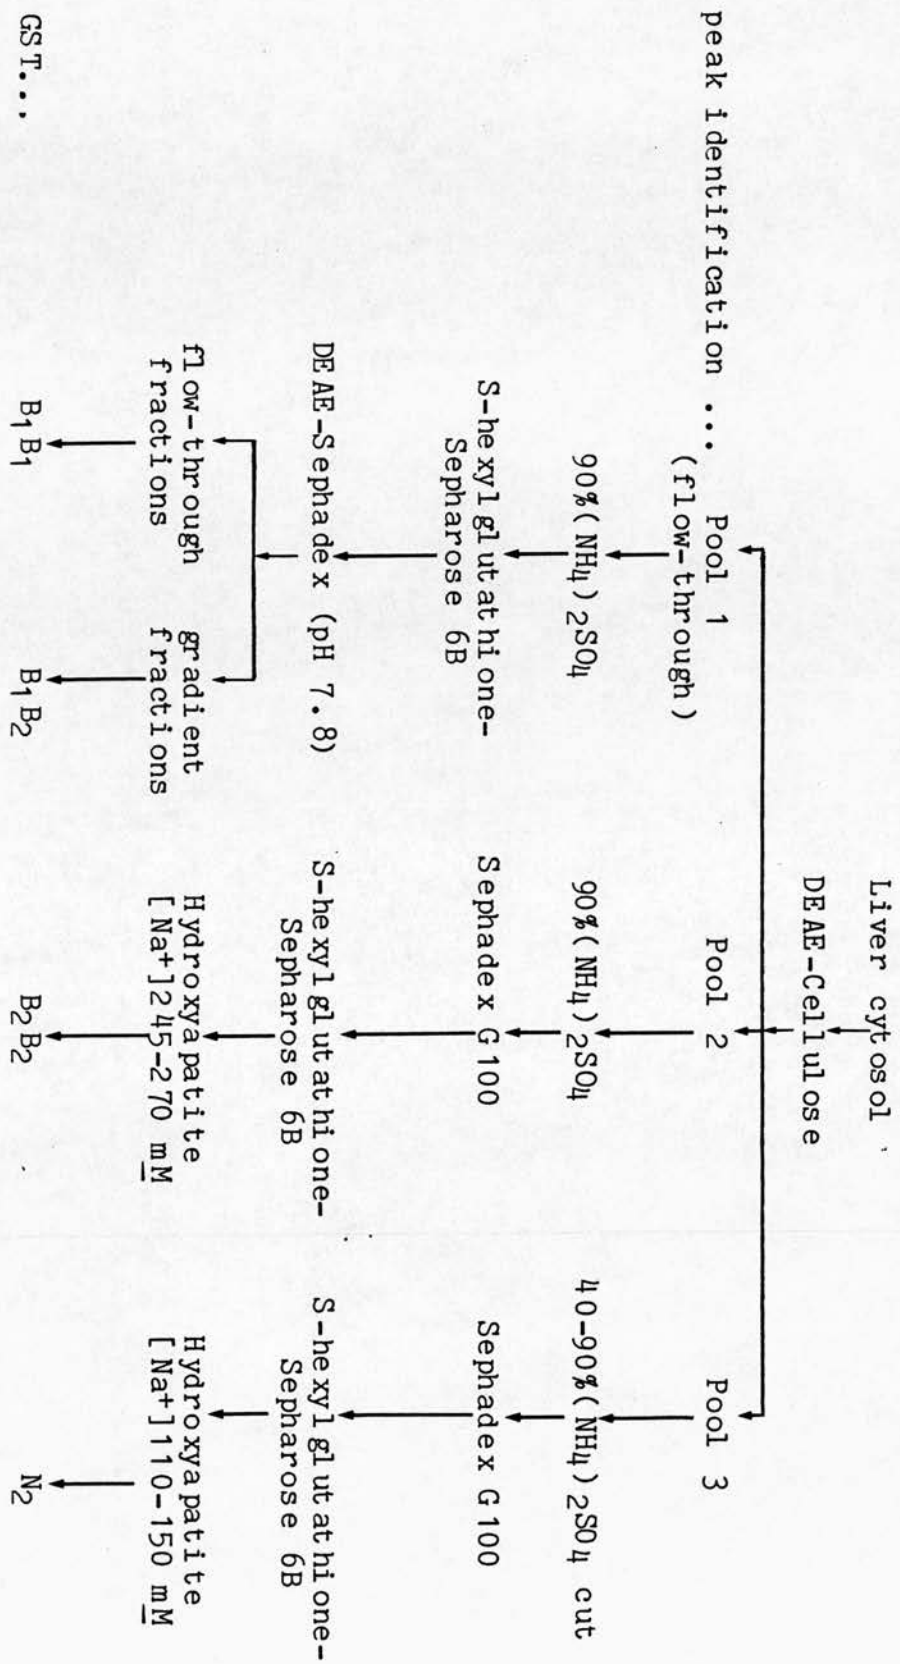 Liver cytosol
DEAE-Cellulose
peak identification ... Pool 1
(flow-through)
Pool 2
Pool 3
90%(NH4)2SO4
90%(NH4)2SO4
40-90%(NH4)2SO4 cut
S-hexylglutathione-
Sepharose 6B
Sephadex G100
Sephadex G100
DEAE-Sephadex (pH 7.8)
S-hexylglutathione-
Sepharose 6B
S-hexylglutathione-
Sepharose 6B
flow-through
fractions
gradient
fractions
Hydroxyapatite
[Na+]245-270 mM
Hydroxyapatite
[Na+]110-150 mM
GST...
B1B1
B1B2
B2B2
N2